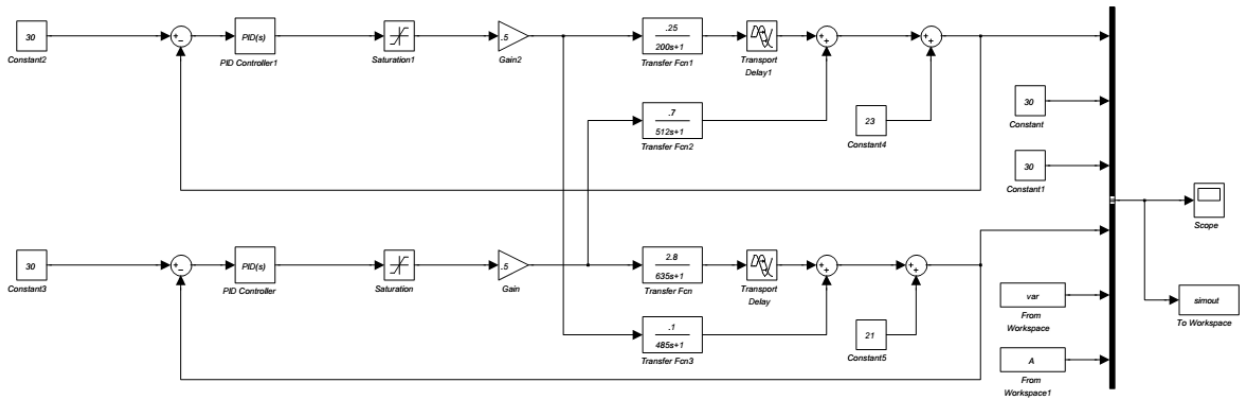 30
Constant2
PID(s)
PID Controller1
Saturation1
.5
Gain2
.25
200s+1
Transfer Fcn1
Transport
Delay1
.7
512s+1
Transfer Fcn2
23
Constant4
30
Constant
30
Constant1
Scope
30
Constant3
PID(s)
PID Controller
Saturation
.5
Gain
2.8
635s+1
Transfer Fcn
Transport
Delay
.1
485s+1
Transfer Fcn3
21
Constant5
var
From
Workspace
A
From
Workspace1
simout
To Workspace